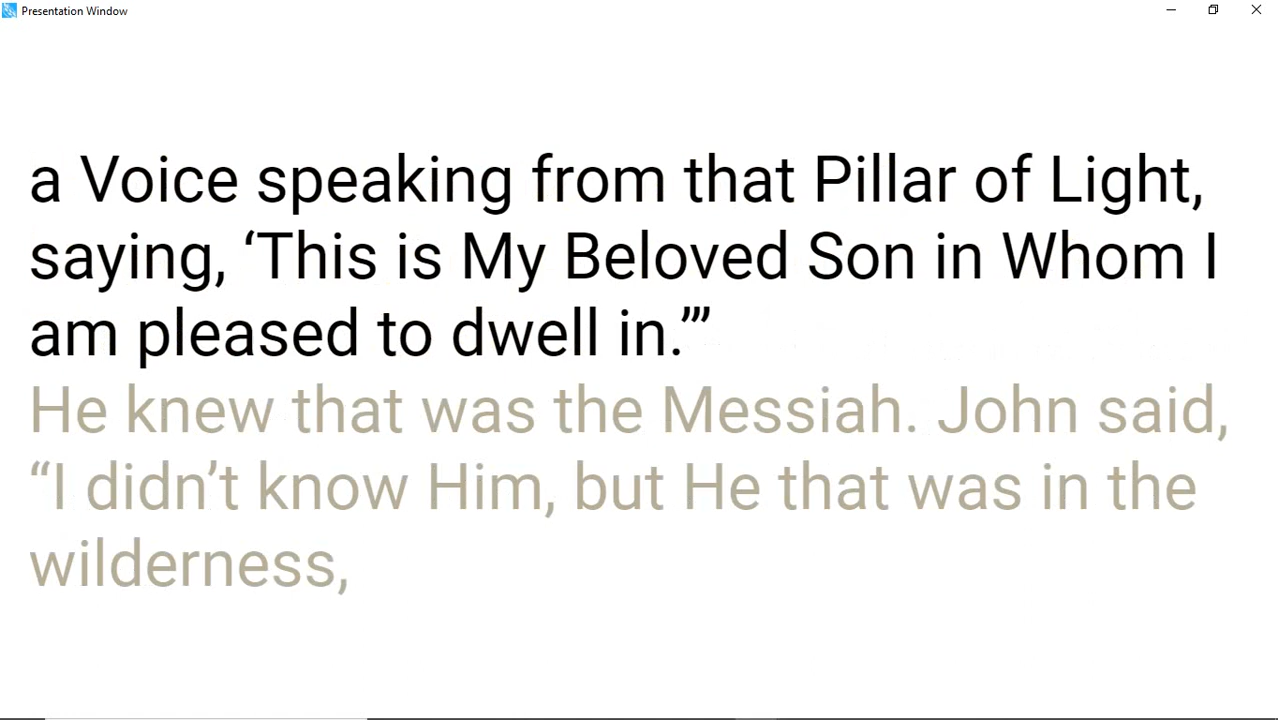 Presentation Window
a Voice speaking from that Pillar of Light,
saying, ‘This is My Beloved Son in Whom I
am pleased to dwell in.’”
He knew that was the Messiah. John said,
“I didn’t know Him, but He that was in the
wilderness,